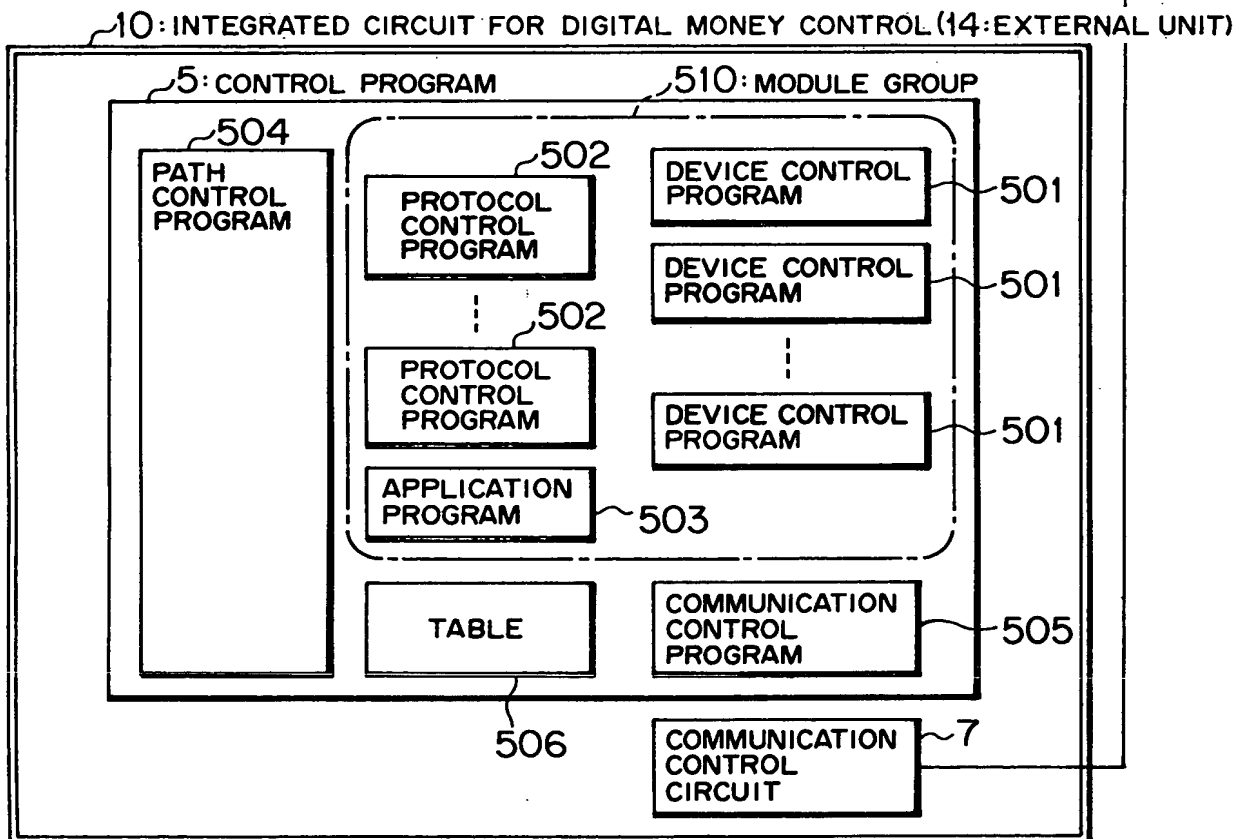 10: INTEGRATED CIRCUIT FOR DIGITAL MONEY CONTROL (14: EXTERNAL UNIT)
5: CONTROL PROGRAM
510: MODULE GROUP
504
PATH
CONTROL
PROGRAM
502
PROTOCOL
CONTROL
PROGRAM
502
PROTOCOL
CONTROL
PROGRAM
APPLICATION
PROGRAM
503
DEVICE CONTROL
PROGRAM
501
DEVICE CONTROL
PROGRAM
501
DEVICE CONTROL
PROGRAM
501
TABLE
506
COMMUNICATION
CONTROL
PROGRAM
505
COMMUNICATION
CONTROL
CIRCUIT
7